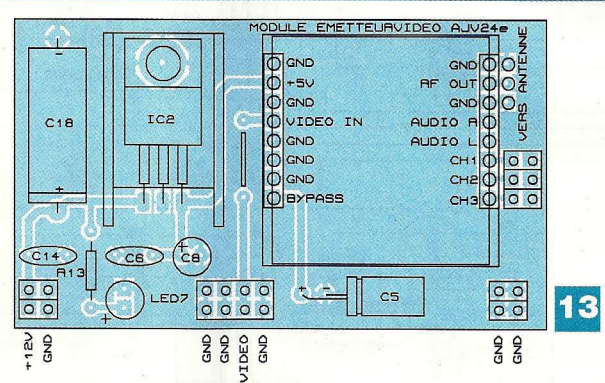 MODULE EMETTEURVIDEO AJV24e
GND
+5V
GND
VIDEO IN
GND
GND
GND
BYPASS
GND
RF OUT
GND
AUDIO R
AUDIO L
CH1
CH2
CH3
VERS ANTENNE
C18
-
+
IC2
C14
R13
C6
+
C8
LED7
+
+
C5
+12V
GND
GND
GND
VIDEO
GND
GND
GND
13